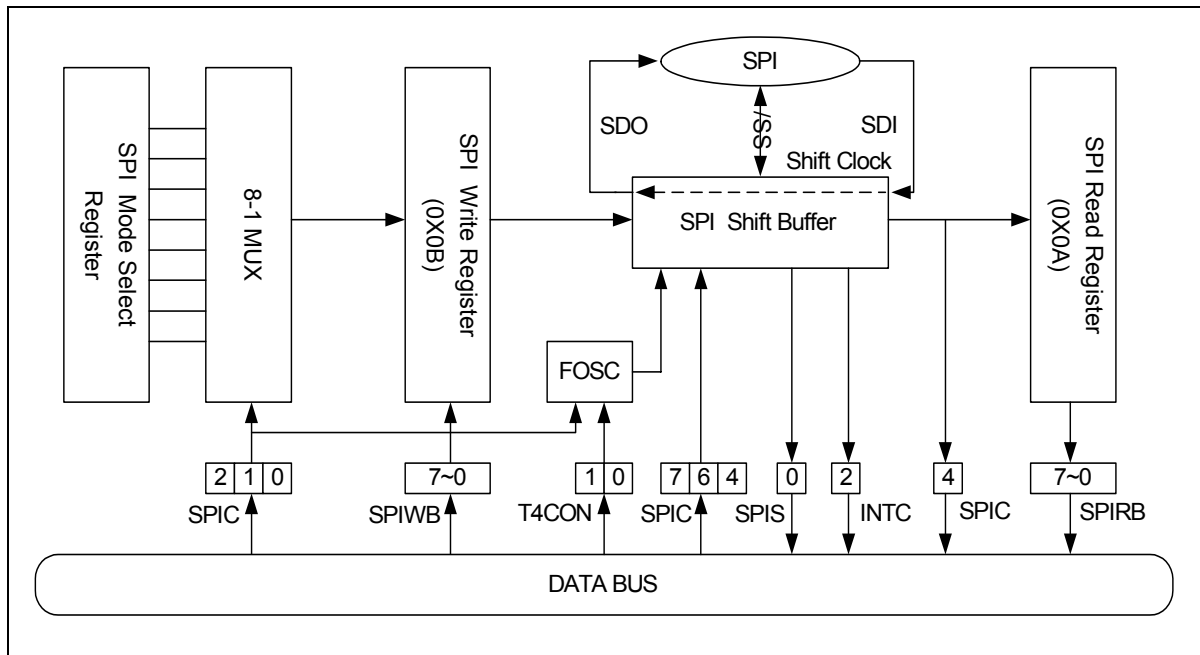 SPI
SDO
/SS
SDI
Shift Clock
SPI Mode Select
Register
8-1 MUX
SPI Write Register
(0X0B)
SPI Shift Buffer
SPI Read Register
(0X0A)
FOSC
2 1 0
7~0
1 0
7 6 4
0
2
4
7~0
SPIC
SPIWB
T4CON
SPIC
SPIS
INTC
SPIC
SPIRB
DATA BUS